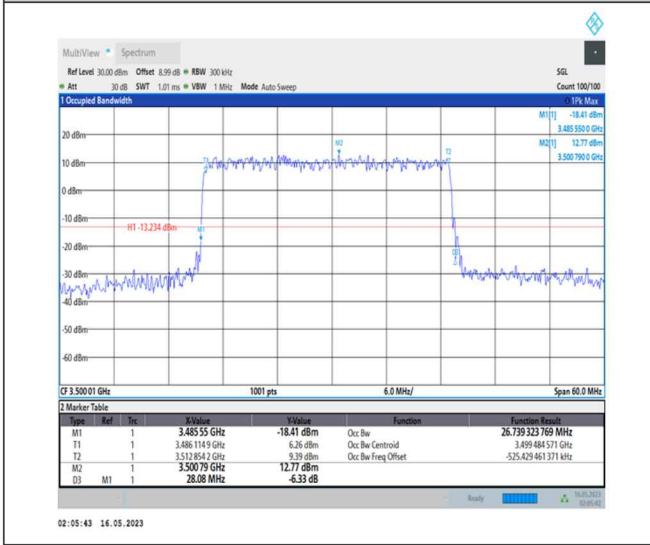 MultiView Spectrum
Ref Level 30.00 dBm Offset 8.99 dB RBW 300 kHz SGL
Att 30 dB SWT 1.01 ms VBW 1 MHz Mode Auto Sweep Count 100/100
1 Occupied Bandwidth 1Pk Max
M1[1] -18.41 dBm
3.485 550 0 GHz
M2[1] 12.77 dBm
3.500 790 0 GHz
20 dBm
M2
T1
T2
10 dBm
0 dBm
-10 dBm
H1 -13.234 dBm
M1
-20 dBm
D3
-30 dBm
-40 dBm
-50 dBm
-60 dBm
CF 3.500 01 GHz 1001 pts 6.0 MHz/ Span 60.0 MHz
2 Marker Table
Type Ref Trc X-Value Y-Value Function Function Result
M1 1 3.485 55 GHz -18.41 dBm Occ Bw 26.739 323 769 MHz
T1 1 3.486 114 9 GHz 6.26 dBm Occ Bw Centroid 3.499 484 571 GHz
T2 1 3.512 854 2 GHz 9.39 dBm Occ Bw Freq Offset -525.429 461 371 kHz
M2 1 3.500 79 GHz 12.77 dBm
D3 M1 1 28.08 MHz -6.33 dB
Ready 16.05.2023
02:05:42
02:05:43 16.05.2023